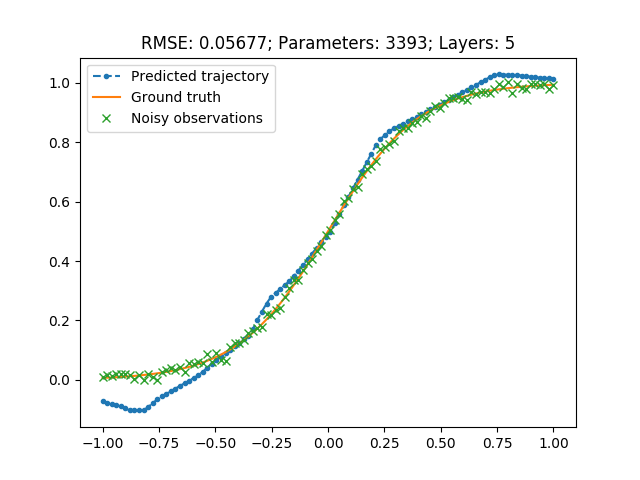 RMSE: 0.05677; Parameters: 3393; Layers: 5
Predicted trajectory
Ground truth
Noisy observations
1.0
0.8
0.6
0.4
0.2
0.0
−1.00 −0.75 −0.50 −0.25 0.00 0.25 0.50 0.75 1.00